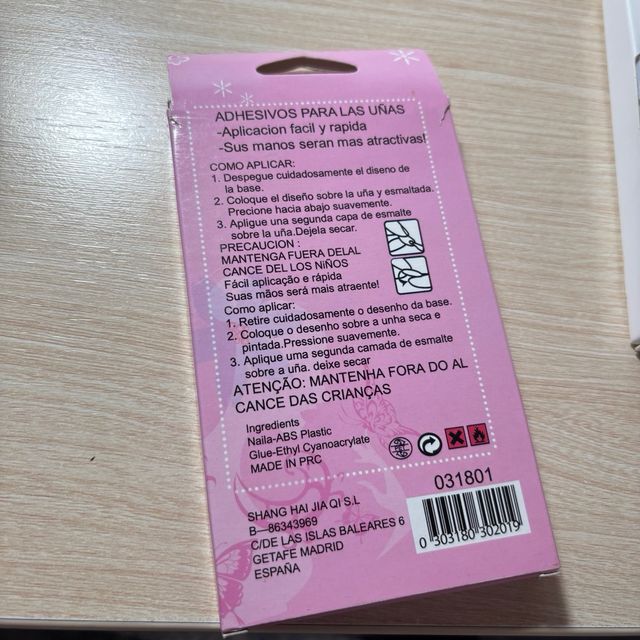 ADHESIVOS PARA LAS UÑAS
-Aplicacion facil y rapida
-Sus manos seran mas atractivas!
COMO APLICAR:
1. Despegue cuidadosamente el diseno de
la base.
2. Coloque el diseño sobre la uña y esmaltada.
Precione hacia abajo suavemente.
3. Apligue una segunda capa de esmalte
sobre la uña.Dejela secar.
PRECAUCION :
MANTENGA FUERA DELAL
CANCE DEL LOS NiÑOS
Fácil applicação e rápida
Suas mãos será mais atraente!
Como aplicar:
1. Retire cuidadosamente o desenho da base.
2. Coloque o desenho sobre a unha seca e
pintada.Pressione suavemente.
3. Aplique uma segunda camada de esmalte
sobre a uña. deixe secar
ATENÇÃO: MANTENHA FORA DO AL
CANCE DAS CRIANÇAS
Ingredients
Naila-ABS Plastic
Glue-Ethyl Cyanoacrylate
MADE IN PRC
031801
SHANG HAI JIA QI S.L
B—86343969
C/DE LAS ISLAS BALEARES 6
GETAFE MADRID
ESPAÑA
0 303180 302019